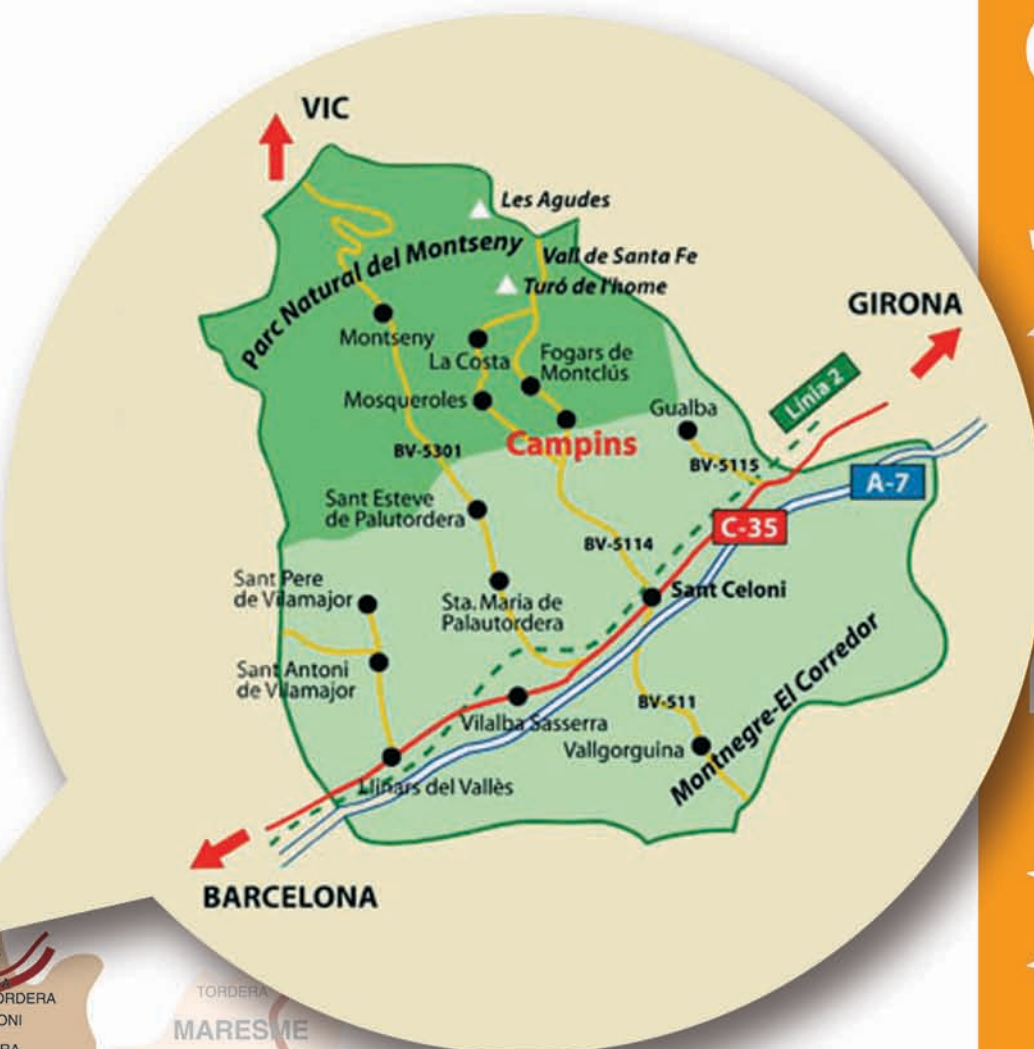 VIC
Les Agudes
Parc Natural del Montseny
Vall de Santa Fe
Turó de l'home
GIRONA
Montseny
La Costa
Fogars de
Montclús
Línia 2
Mosqueroles
Gualba
Campins
BV-5301
BV-5115
A-7
Sant Esteve
de Palutordera
C-35
BV-5114
Sant Pere
de Vilamajor
Sta. Maria de
Palautordera
Sant Celoni
Sant Antoni
de Vilamajor
BV-511
Vilalba Sasserra
Vallgorguina
Montnegre-El Corredor
Llinars del Vallès
BARCELONA
TORDERA
MARESME